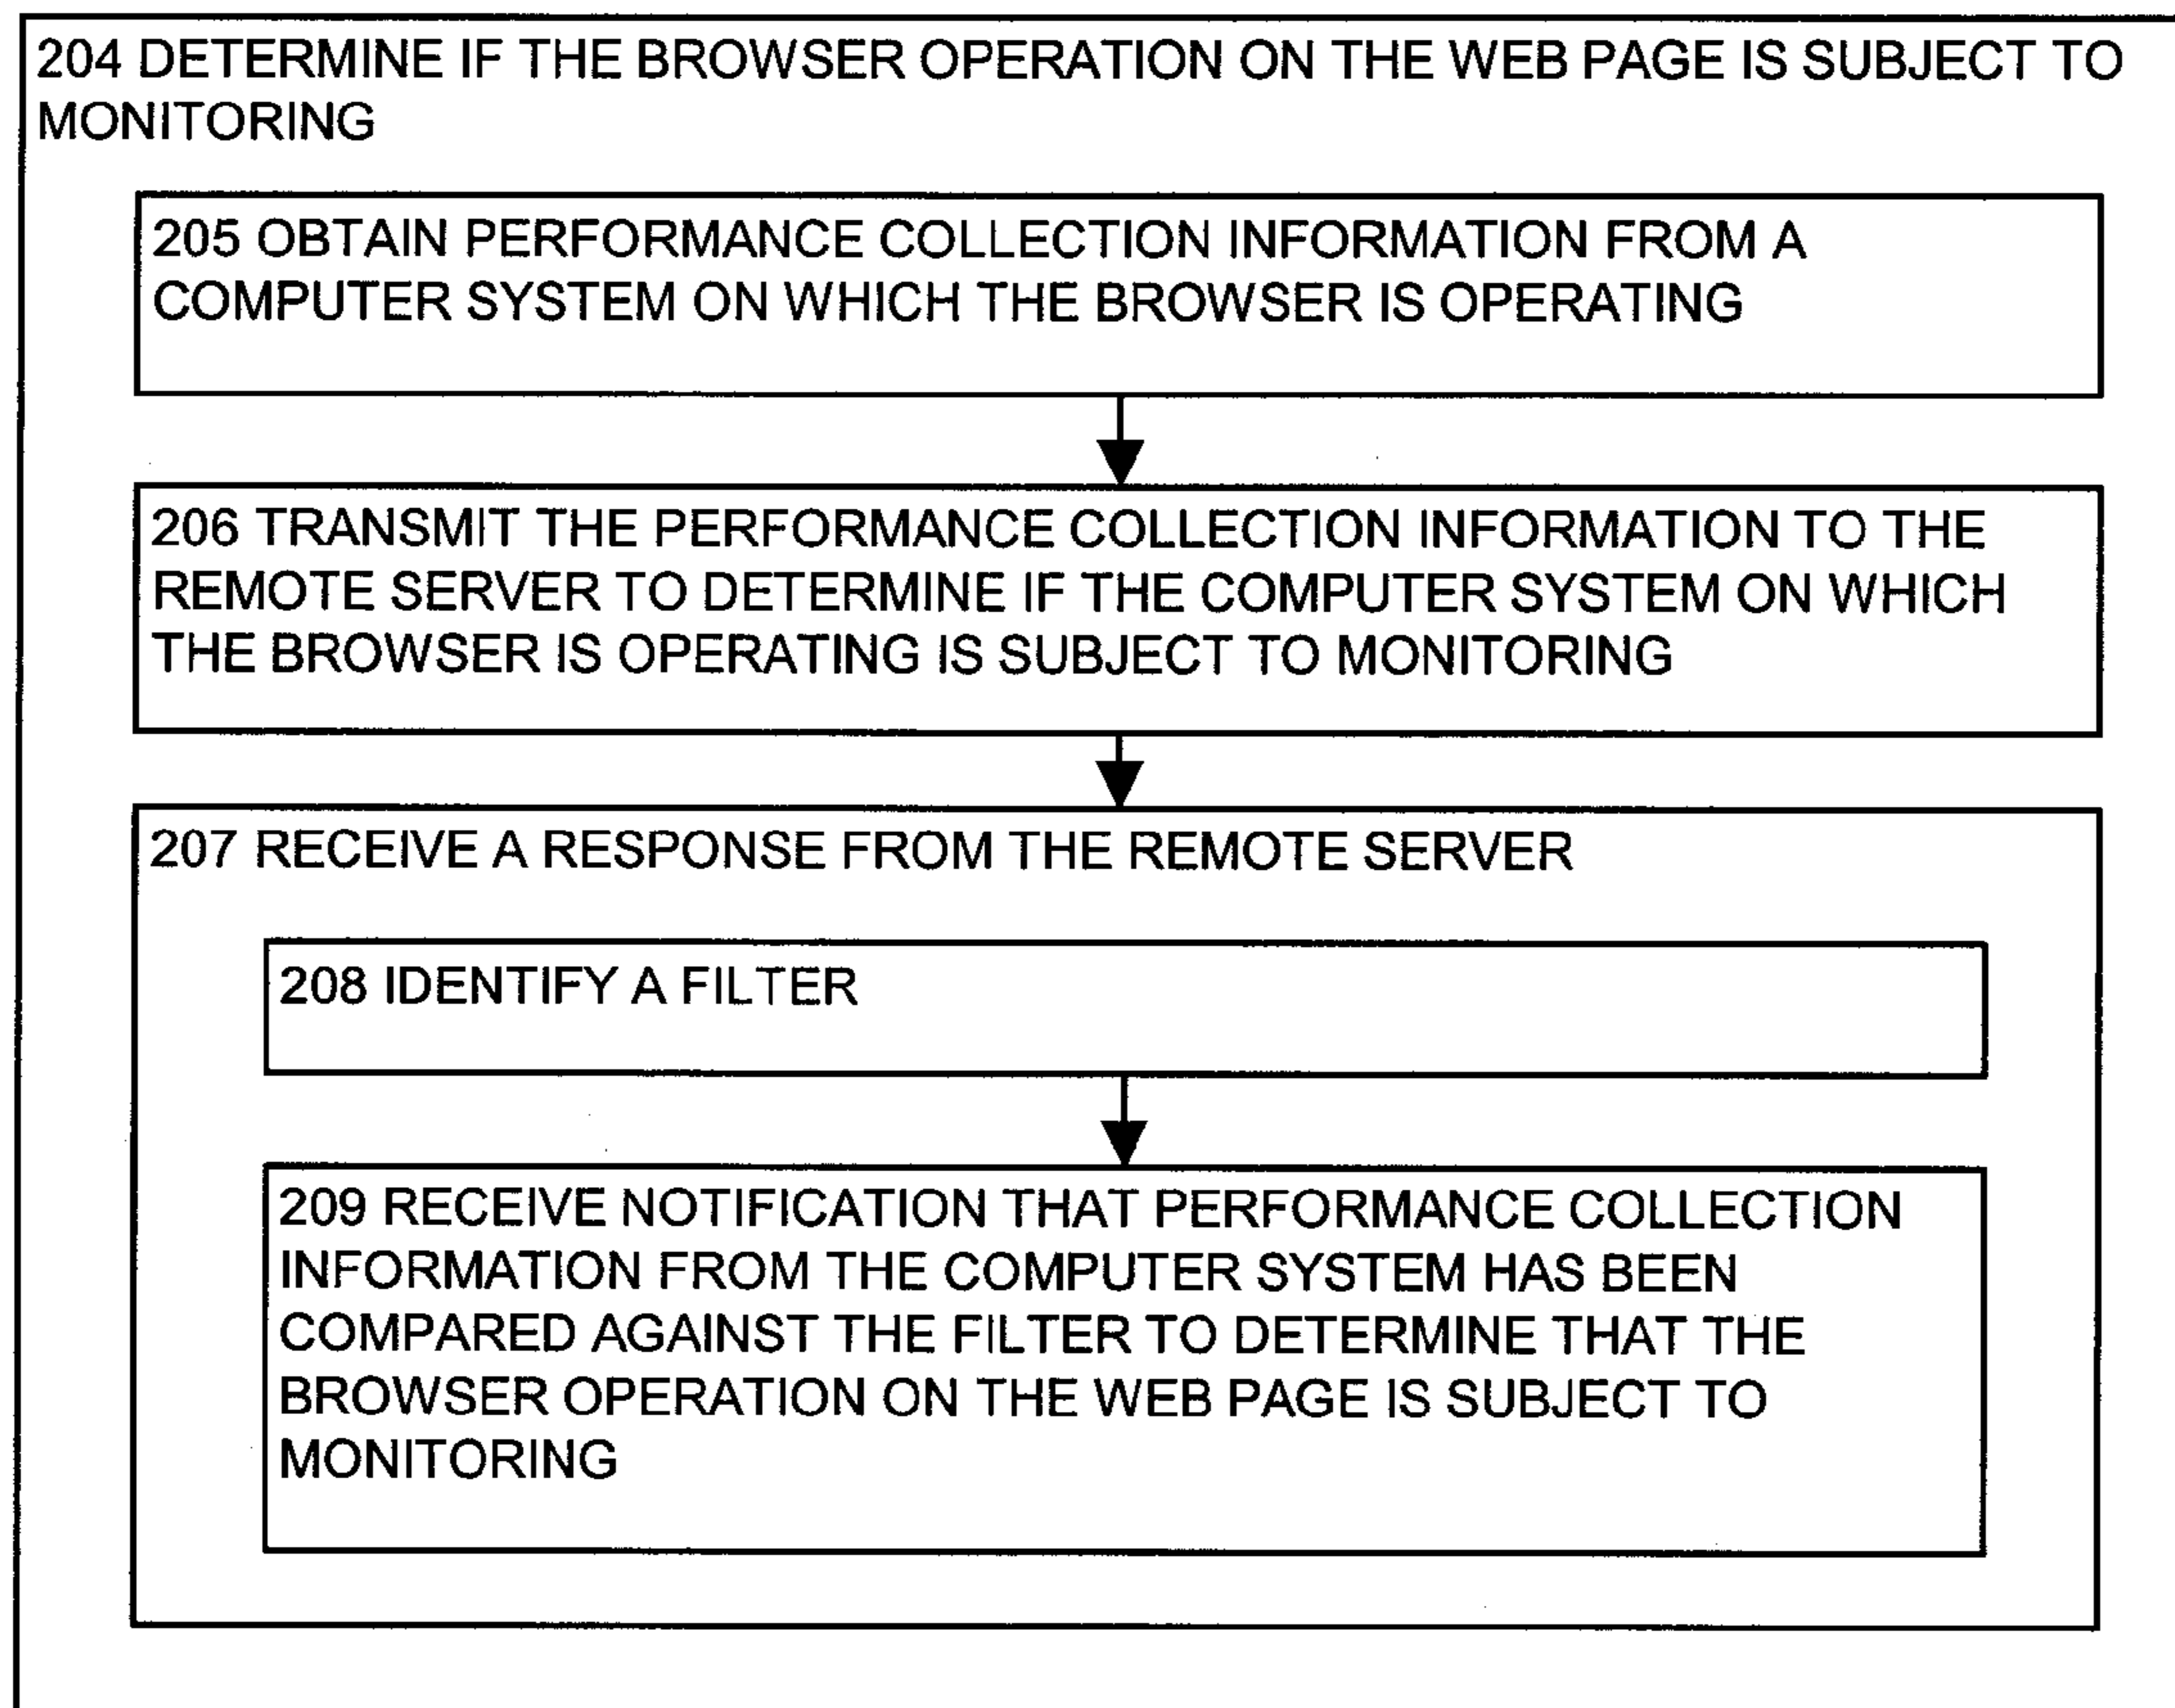 204 DETERMINE IF THE BROWSER OPERATION ON THE WEB PAGE IS SUBJECT TO
MONITORING
205 OBTAIN PERFORMANCE COLLECTION INFORMATION FROM A
COMPUTER SYSTEM ON WHICH THE BROWSER IS OPERATING
206 TRANSMIT THE PERFORMANCE COLLECTION INFORMATION TO THE
REMOTE SERVER TO DETERMINE IF THE COMPUTER SYSTEM ON WHICH
THE BROWSER IS OPERATING IS SUBJECT TO MONITORING
207 RECEIVE A RESPONSE FROM THE REMOTE SERVER
208 IDENTIFY A FILTER
209 RECEIVE NOTIFICATION THAT PERFORMANCE COLLECTION
INFORMATION FROM THE COMPUTER SYSTEM HAS BEEN
COMPARED AGAINST THE FILTER TO DETERMINE THAT THE
BROWSER OPERATION ON THE WEB PAGE IS SUBJECT TO
MONITORING